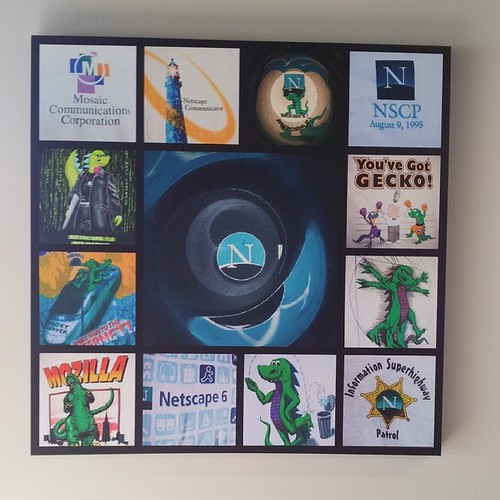 Mosaic
Communications
Corporation
Netscape
Communicator
N
N
NSCP
August 9, 1995
You've Got
GECKO!
N
MOZILLA
N
Netscape 6
Information Superhighway
N
Patrol